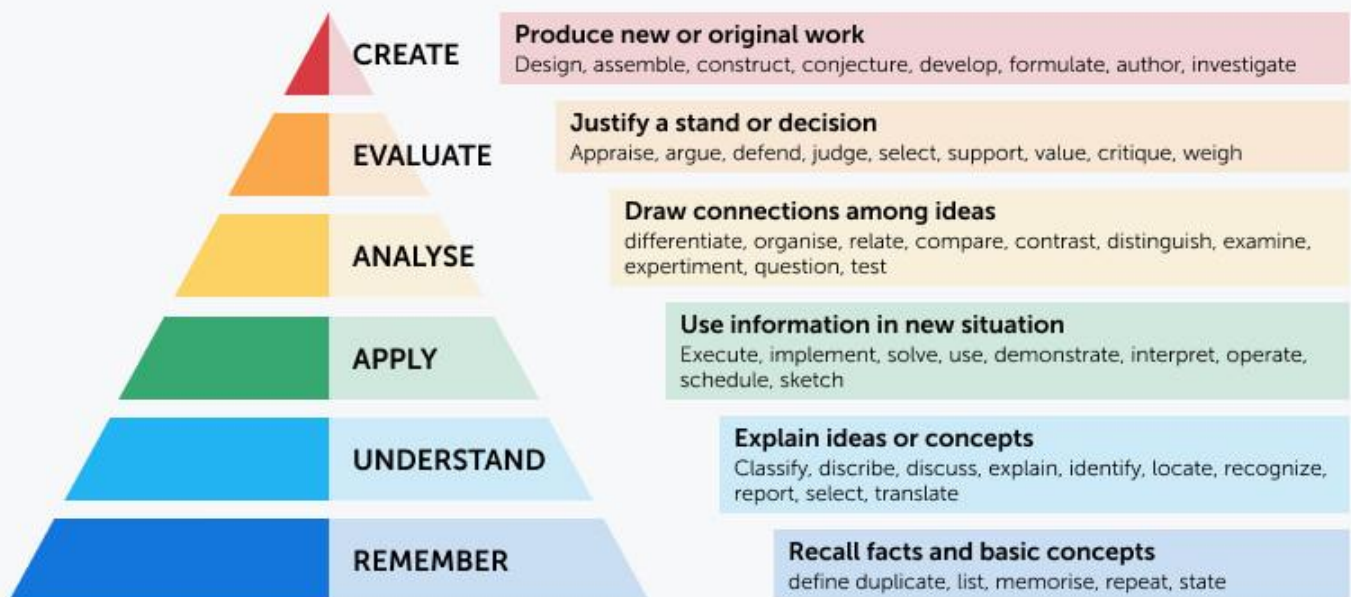 CREATE
Produce new or original work
Design, assemble, construct, conjecture, develop, formulate, author, investigate
EVALUATE
Justify a stand or decision
Appraise, argue, defend, judge, select, support, value, critique, weigh
ANALYSE
Draw connections among ideas
differentiate, organise, relate, compare, contrast, distinguish, examine,
expertiment, question, test
APPLY
Use information in new situation
Execute, implement, solve, use, demonstrate, interpret, operate,
schedule, sketch
UNDERSTAND
Explain ideas or concepts
Classify, discribe, discuss, explain, identify, locate, recognize,
report, select, translate
REMEMBER
Recall facts and basic concepts
define duplicate, list, memorise, repeat, state